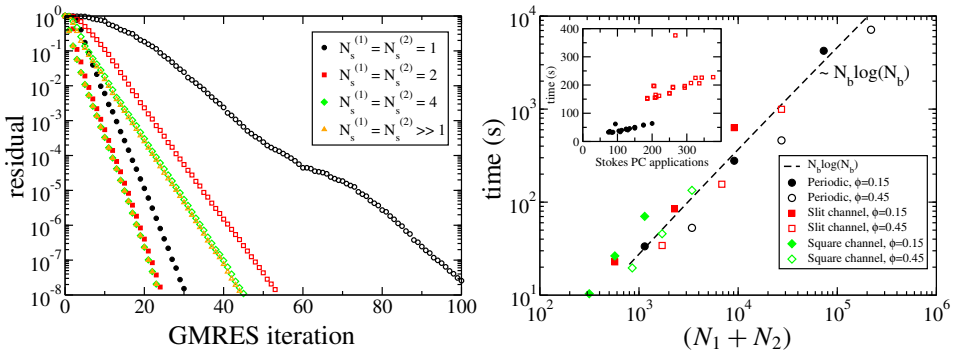 residual
10^0
10^-1
10^-2
10^-3
10^-4
10^-5
10^-6
10^-7
10^-8
0 20 40 60 80 100
GMRES iteration
N_s^(1) = N_s^(2) = 1
N_s^(1) = N_s^(2) = 2
N_s^(1) = N_s^(2) = 4
N_s^(1) = N_s^(2) >> 1
time (s)
10^4
10^3
10^2
10^1
10^2 10^3 10^4 10^5 10^6
(N_1 + N_2)
time (s)
400
300
200
100
0
0 100 200 300
Stokes PC applications
~ N_b log(N_b)
N_b log(N_b)
Periodic, ϕ=0.15
Periodic, ϕ=0.45
Slit channel, ϕ=0.15
Slit channel, ϕ=0.45
Square channel, ϕ=0.15
Square channel, ϕ=0.45